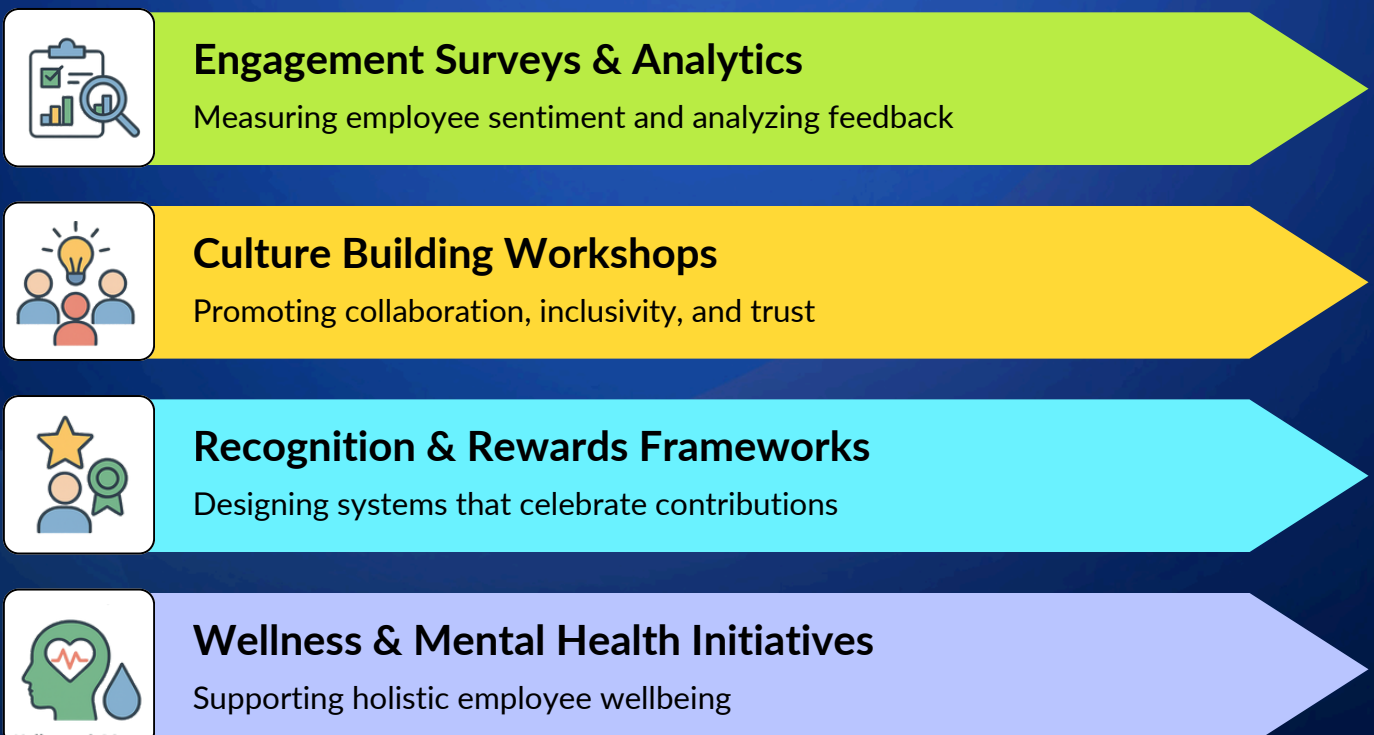 Engagement Surveys & Analytics
Measuring employee sentiment and analyzing feedback
Culture Building Workshops
Promoting collaboration, inclusivity, and trust
Recognition & Rewards Frameworks
Designing systems that celebrate contributions
Wellness & Mental Health Initiatives
Supporting holistic employee wellbeing